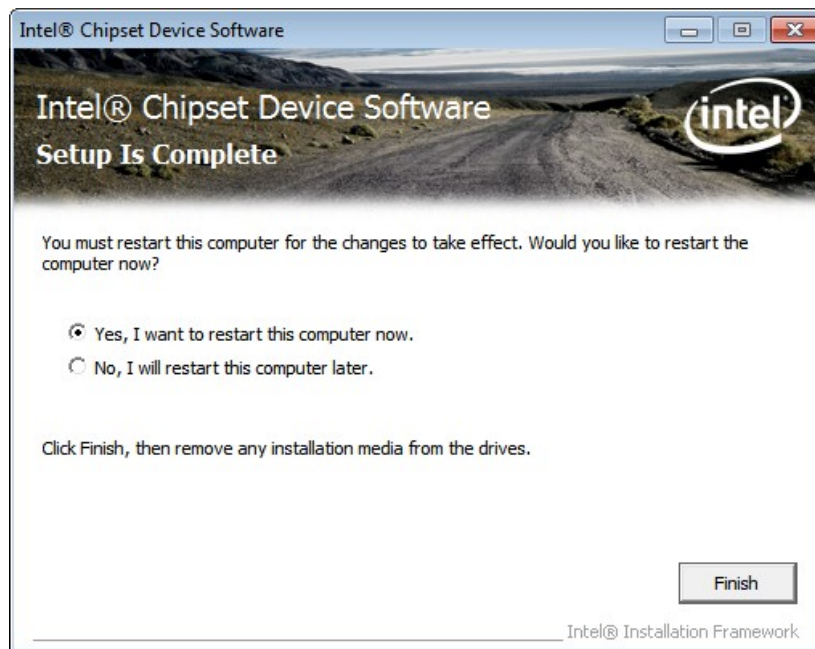 Intel® Chipset Device Software
Intel® Chipset Device Software
intel
Setup Is Complete
You must restart this computer for the changes to take effect. Would you like to restart the
computer now?
Yes, I want to restart this computer now.
No, I will restart this computer later.
Click Finish, then remove any installation media from the drives.
Finish
Intel® Installation Framework